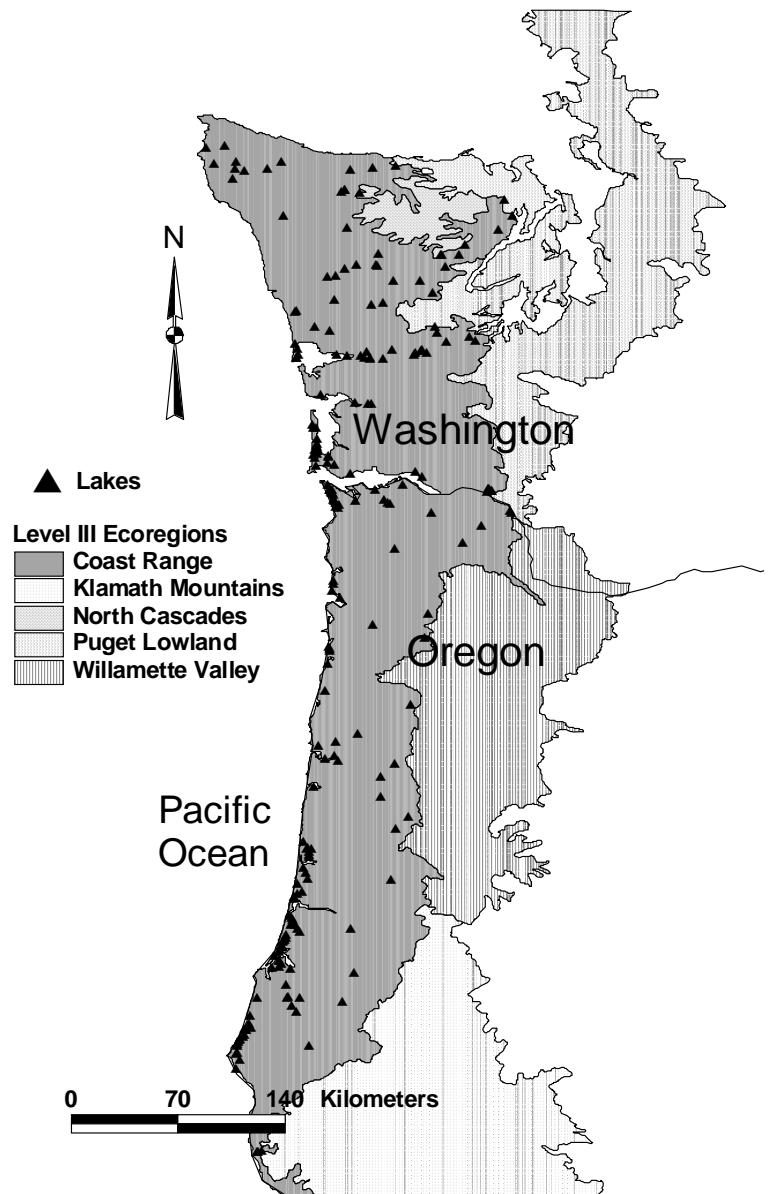 N
Washington
Lakes
Level III Ecoregions
Coast Range
Klamath Mountains
North Cascades
Puget Lowland
Willamette Valley
Oregon
Pacific
Ocean
0 70 140 Kilometers